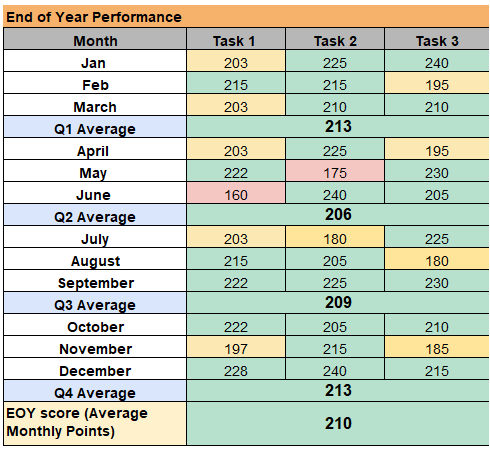 End of Year Performance
Month Task 1 Task 2 Task 3
Jan 203 225 240
Feb 215 215 195
March 203 210 210
Q1 Average 213
April 203 225 195
May 222 175 230
June 160 240 205
Q2 Average 206
July 203 180 225
August 215 205 180
September 222 225 230
Q3 Average 209
October 222 205 210
November 197 215 185
December 228 240 215
Q4 Average 213
EOY score (Average
Monthly Points) 210